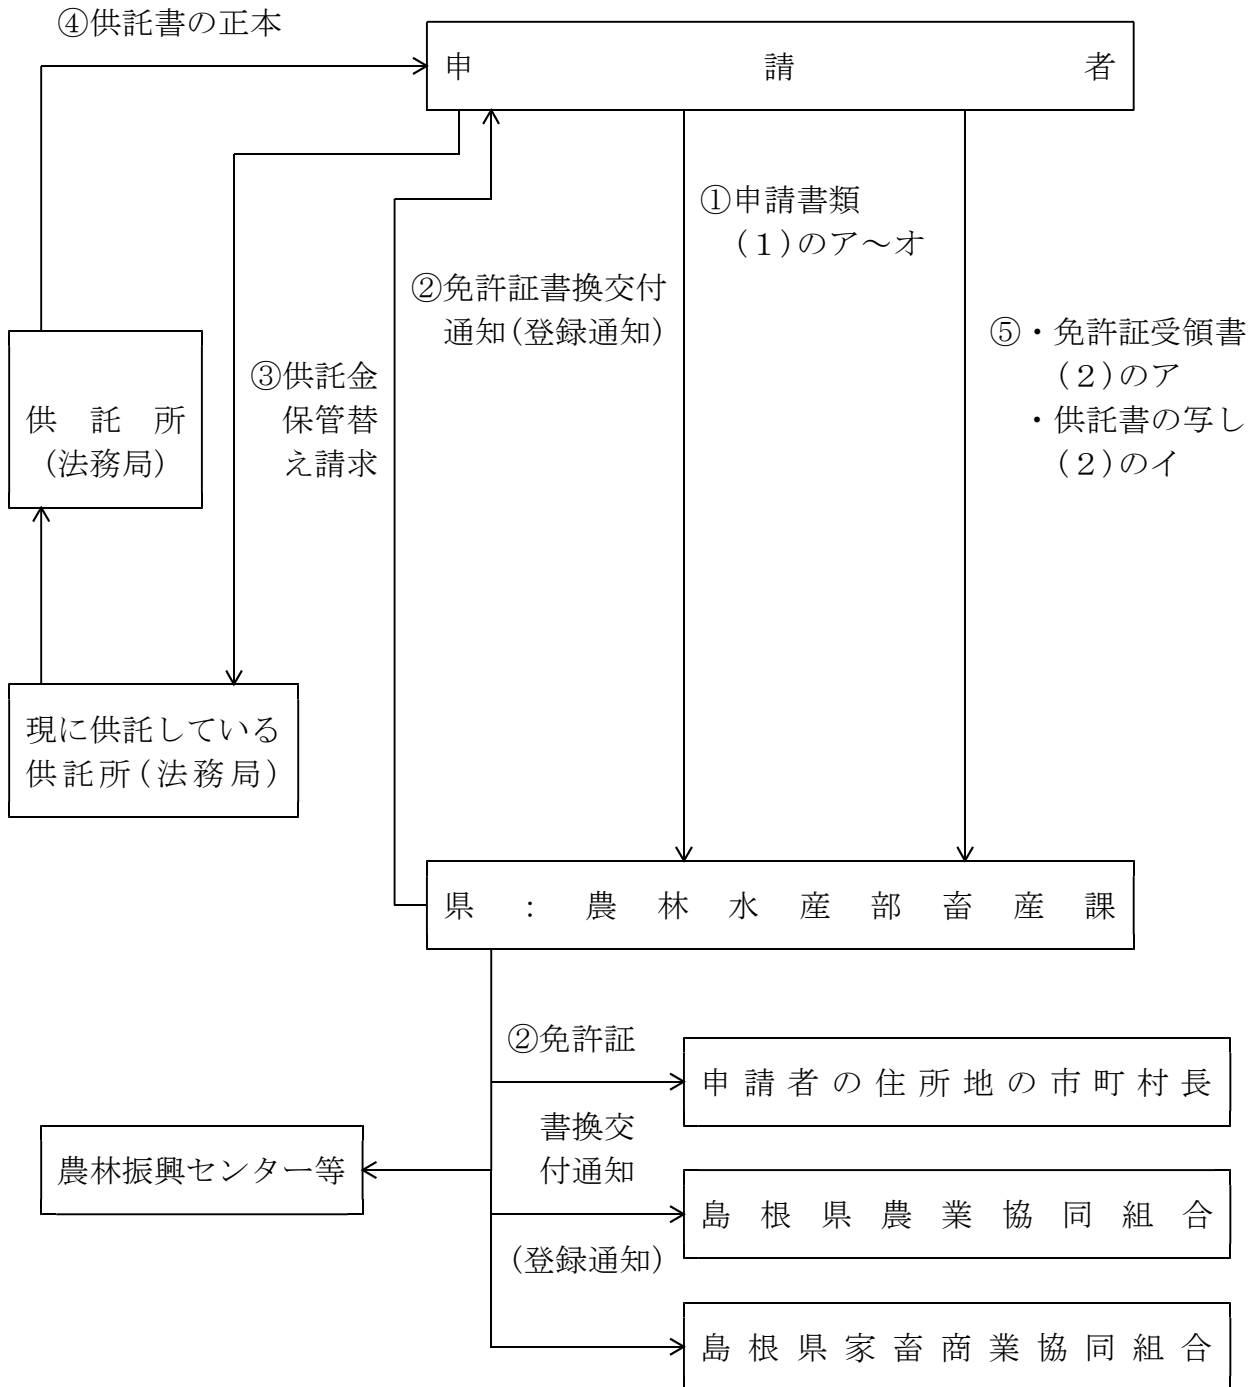 ④供託書の正本
申請者
①申請書類
(１)のア～オ
②免許証書換交付
通知(登録通知)
③供託金
保管替
え請求
⑤・免許証受領書
(２)のア
・供託書の写し
(２)のイ
供託所
(法務局)
現に供託している
供託所(法務局)
県：農林水産部畜産課
②免許証
書換交
付通知
(登録通知)
申請者の住所地の市町村長
農林振興センター等
島根県農業協同組合
島根県家畜商業協同組合